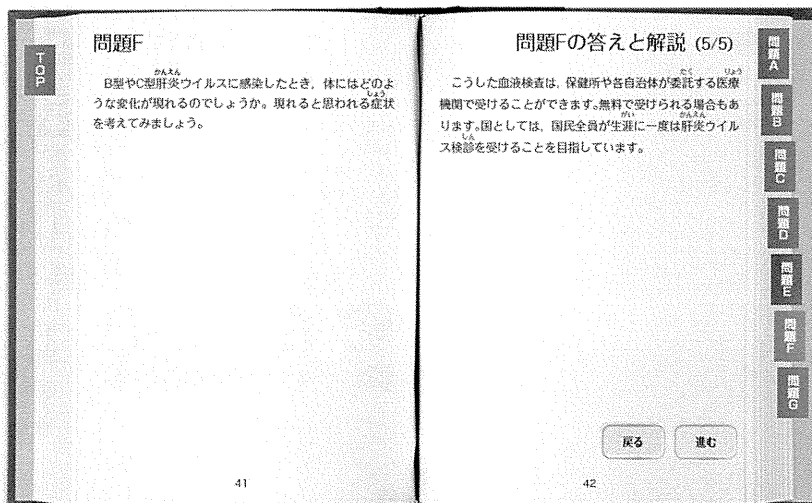 TOP
問題F
B型やC型肝炎ウイルスに感染したとき，体にはどのよ
うな変化が現れるのでしょうか。現れると思われる症状
を考えてみましょう。
41
問題Fの答えと解説 (5/5)
こうした血液検査は，保健所や各自治体が委託する医療
機関で受けることができます。無料で受けられる場合もあ
ります。国としては，国民全員が生涯に一度は肝炎ウイル
ス検診を受けることを目指しています。
戻る
進む
42
問題A
問題B
問題C
問題D
問題E
問題F
問題G